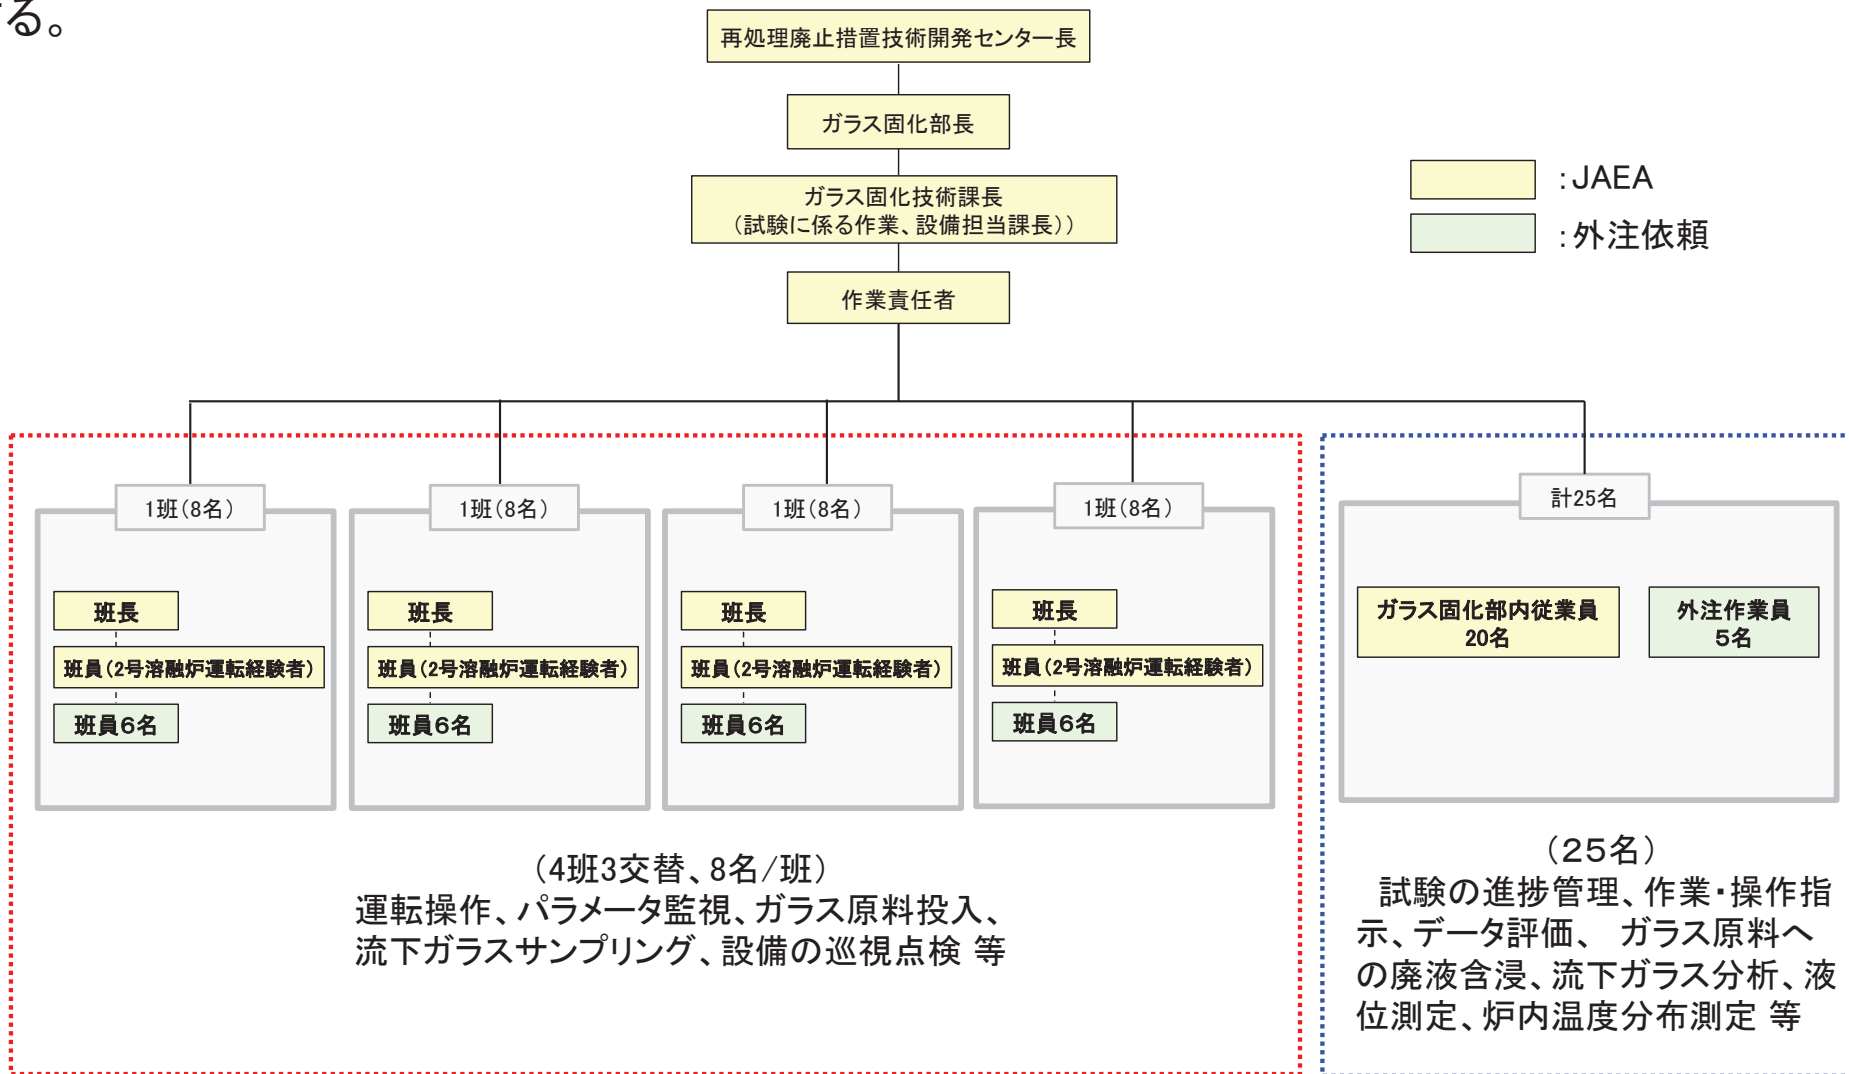 する。
再処理廃止措置技術開発センター長
ガラス固化部長
ガラス固化技術課長
(試験に係る作業、設備担当課長))
作業責任者
:JAEA
:外注依頼
1班(8名)
班長
班員(2号溶融炉運転経験者)
班員6名
1班(8名)
班長
班員(2号溶融炉運転経験者)
班員6名
1班(8名)
班長
班員(2号溶融炉運転経験者)
班員6名
1班(8名)
班長
班員(2号溶融炉運転経験者)
班員6名
計25名
ガラス固化部内従業員
20名
外注作業員
5名
(4班3交替、8名/班)
運転操作、パラメータ監視、ガラス原料投入、
流下ガラスサンプリング、設備の巡視点検 等
(25名)
試験の進捗管理、作業・操作指
示、データ評価、 ガラス原料へ
の廃液含浸、流下ガラス分析、液
位測定、炉内温度分布測定 等